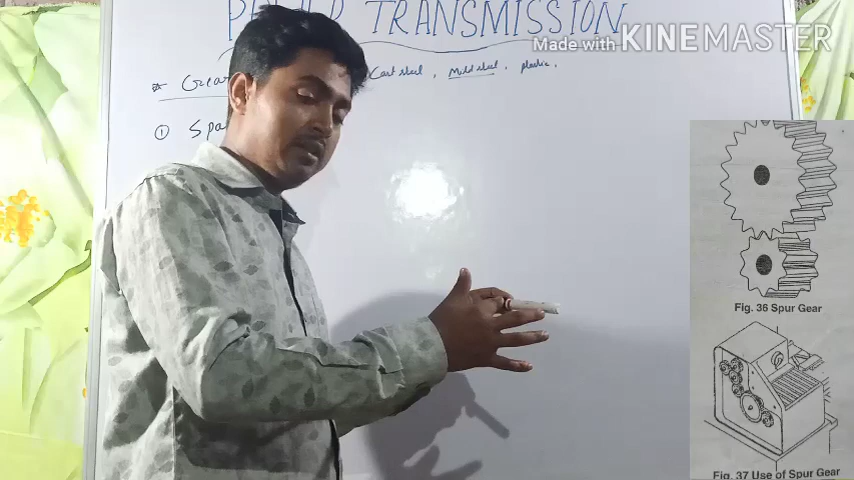 TRANSMISSION
Made with KINEMASTER
Cast steel, Mild steel, plastic.
①
Fig. 36 Spur Gear
Fig. 37 Use of Spur Gear